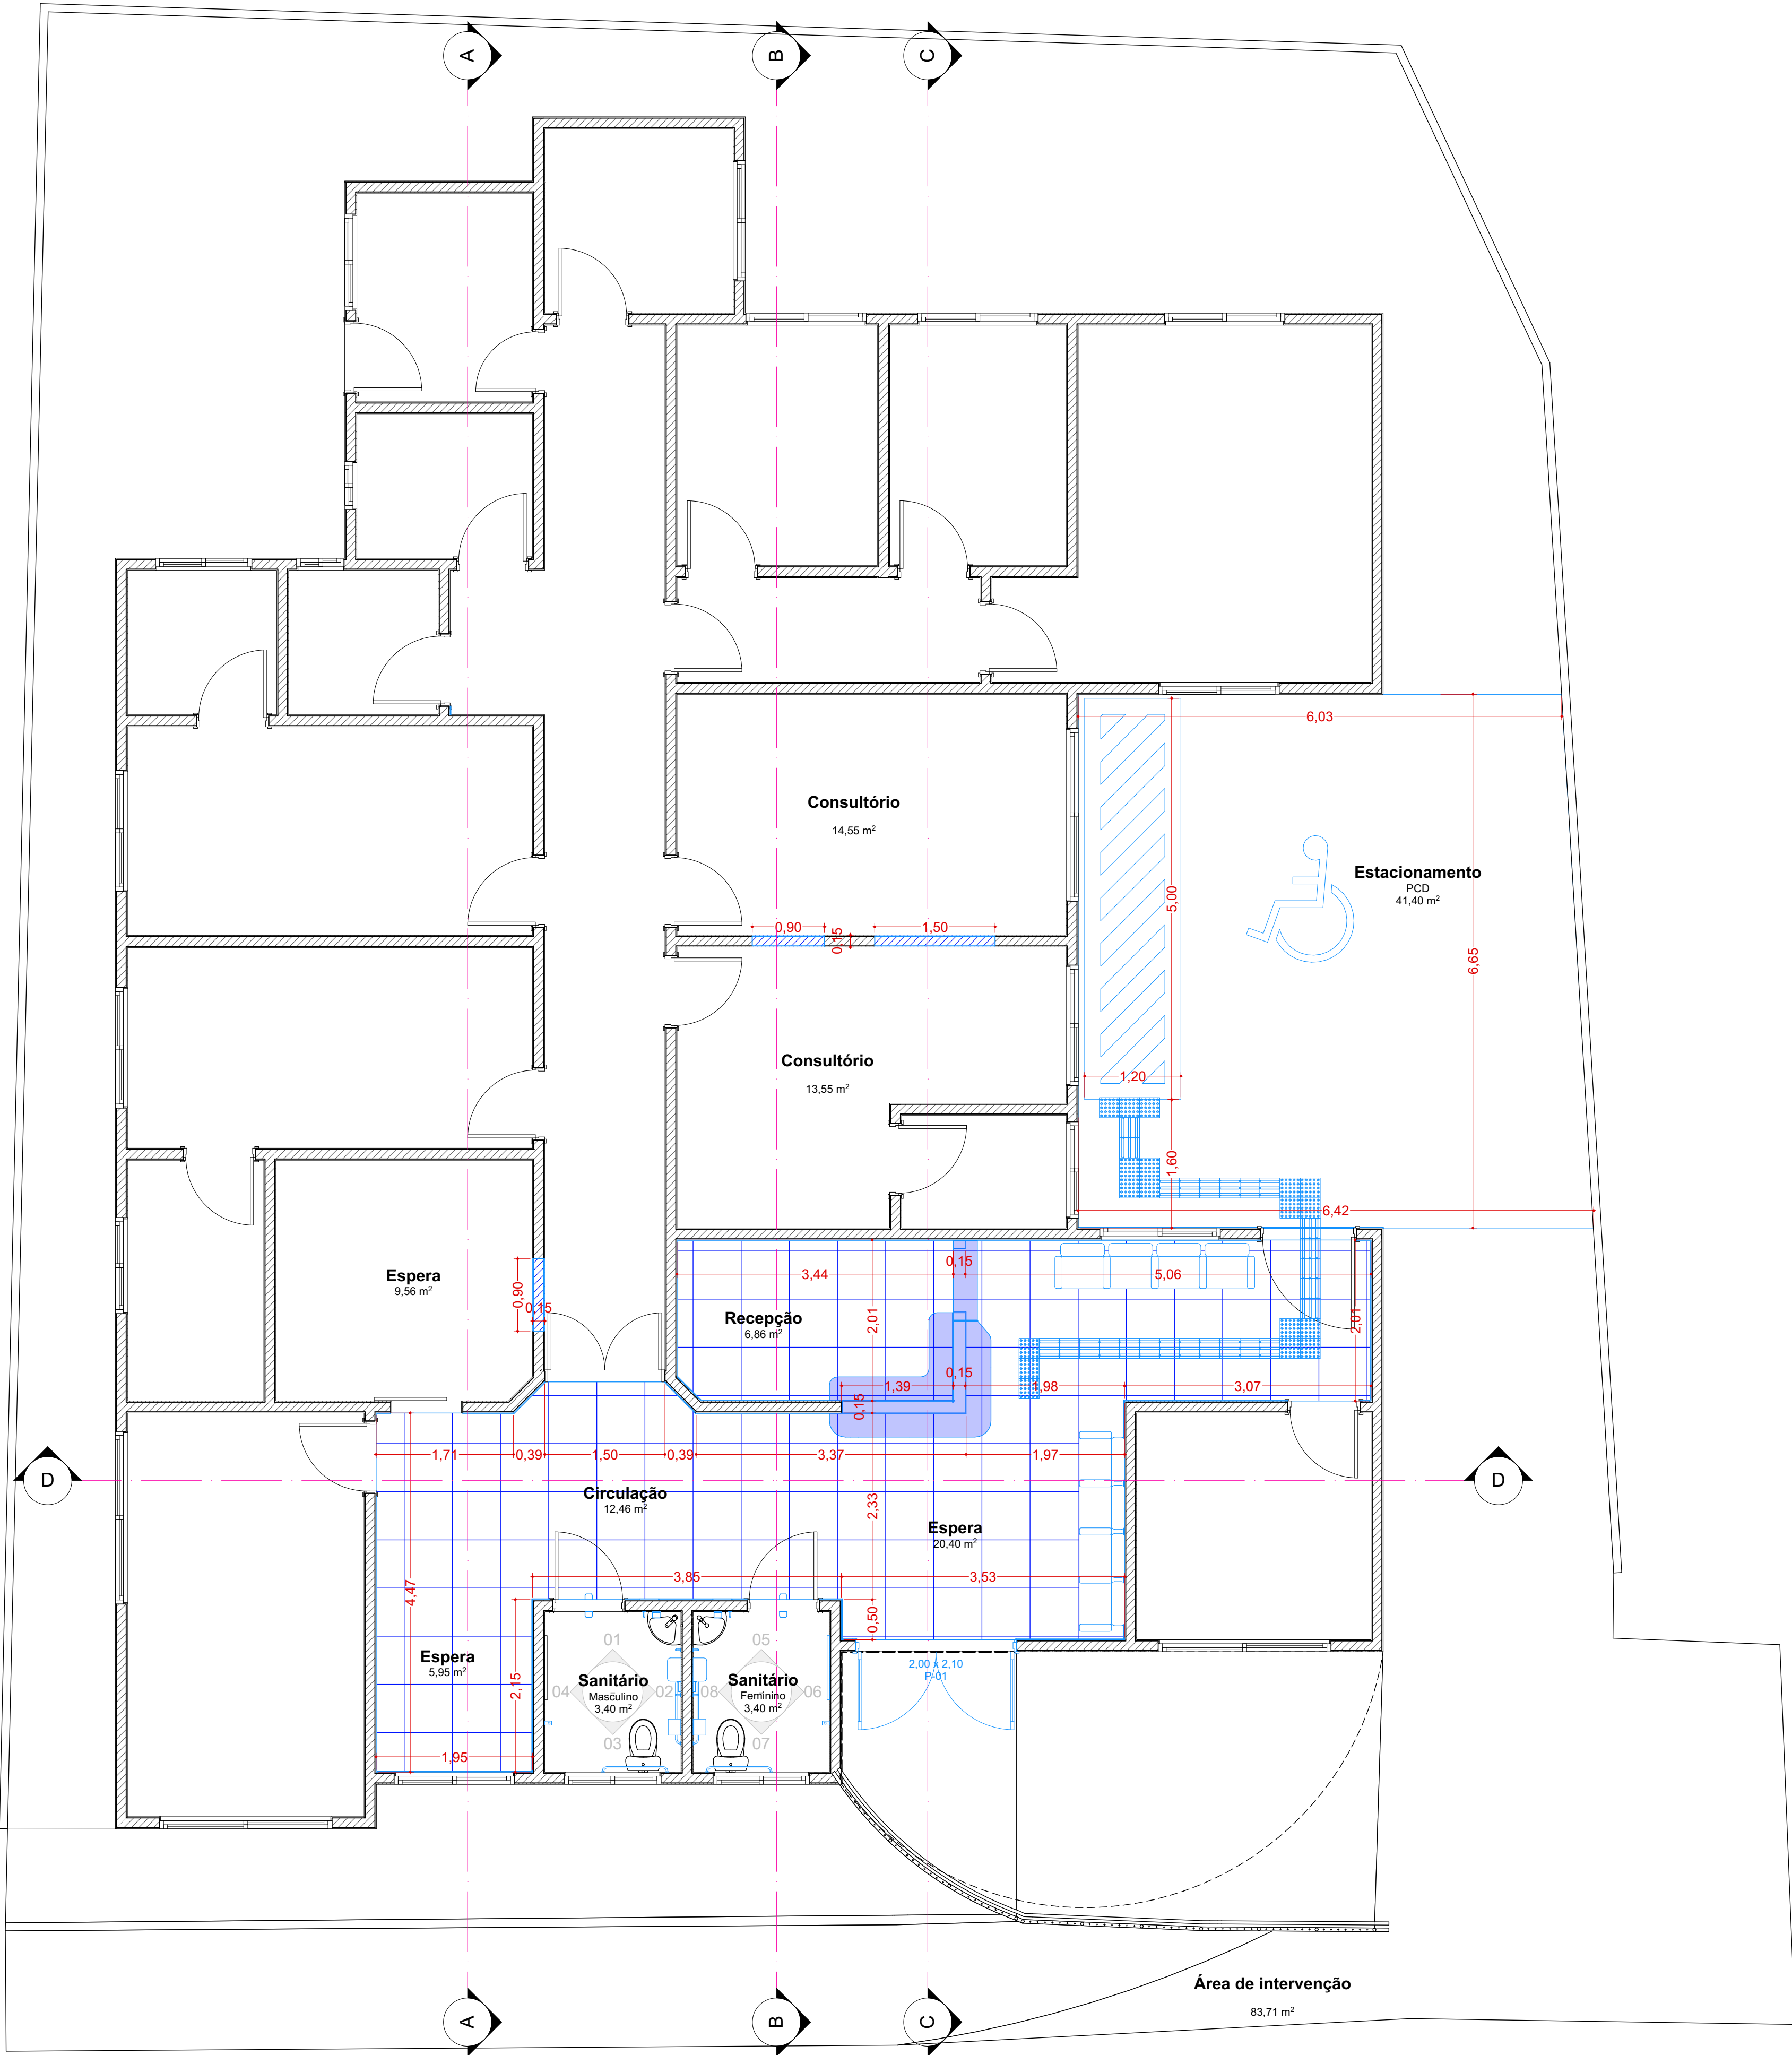 A
B
C
6,03
Consultório
14,55 m²
Estacionamento
PCD
41,40 m²
5,00
0,90
0,15
1,50
6,65
Consultório
13,55 m²
1,20
1,60
6,42
Espera
9,56 m²
0,90
0,15
3,44
0,15
5,06
Recepção
6,86 m²
2,01
2,01
1,39
0,15
1,98
3,07
0,15
1,71
0,39
1,50
0,39
3,37
1,97
D
D
Circulação
12,46 m²
2,33
Espera
20,40 m²
3,85
3,53
4,47
0,50
Espera
5,95 m²
2,15
01
04
02
03
Sanitário
Masculino
3,40 m²
05
08
06
07
Sanitário
Feminino
3,40 m²
2,00 x 2,10
P-01
1,95
Área de intervenção
83,71 m²
A
B
C